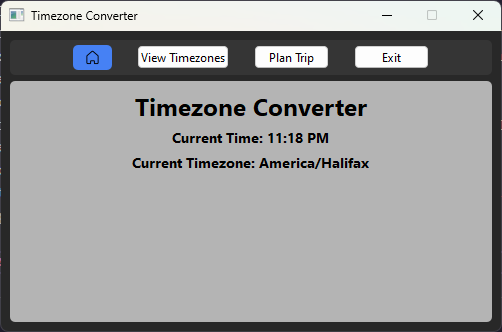 Timezone Converter
View Timezones
Plan Trip
Exit
Timezone Converter
Current Time: 11:18 PM
Current Timezone: America/Halifax